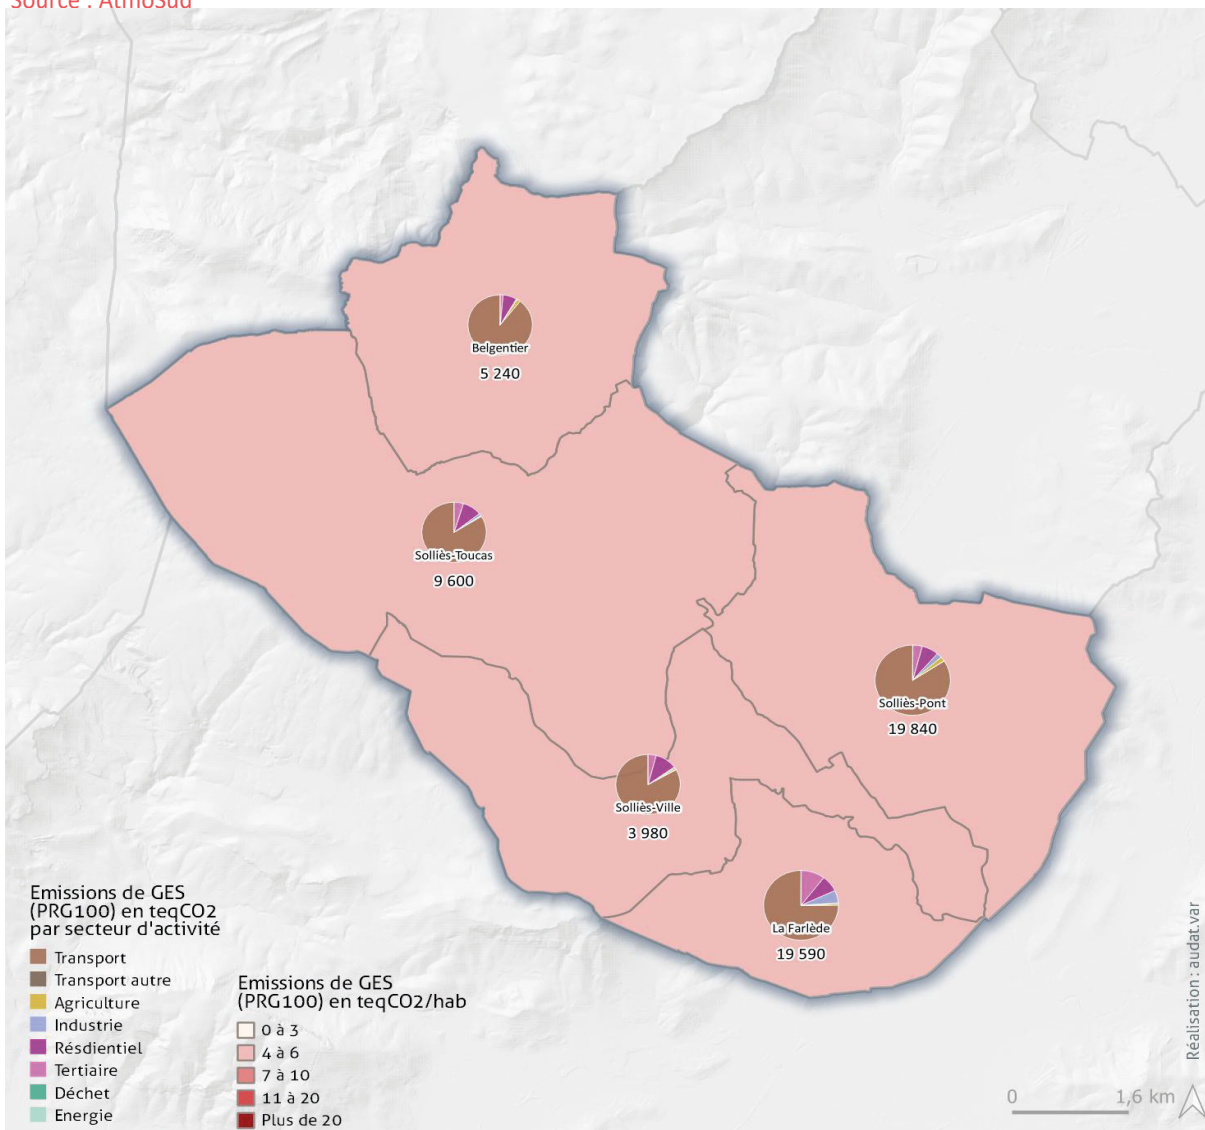 Source : AtmoSud
Belgentier
5 240
Solliès-Toucas
9 600
Solliès-Pont
19 840
Solliès-Ville
3 980
La Farlède
19 590
Emissions de GES
(PRG100) en teqCO2
par secteur d'activité
Transport
Transport autre
Agriculture
Industrie
Résdientiel
Tertiaire
Déchet
Energie
Emissions de GES
(PRG100) en teqCO2/hab
0 à 3
4 à 6
7 à 10
11 à 20
Plus de 20
0 1,6 km
Réalisation : audat.var